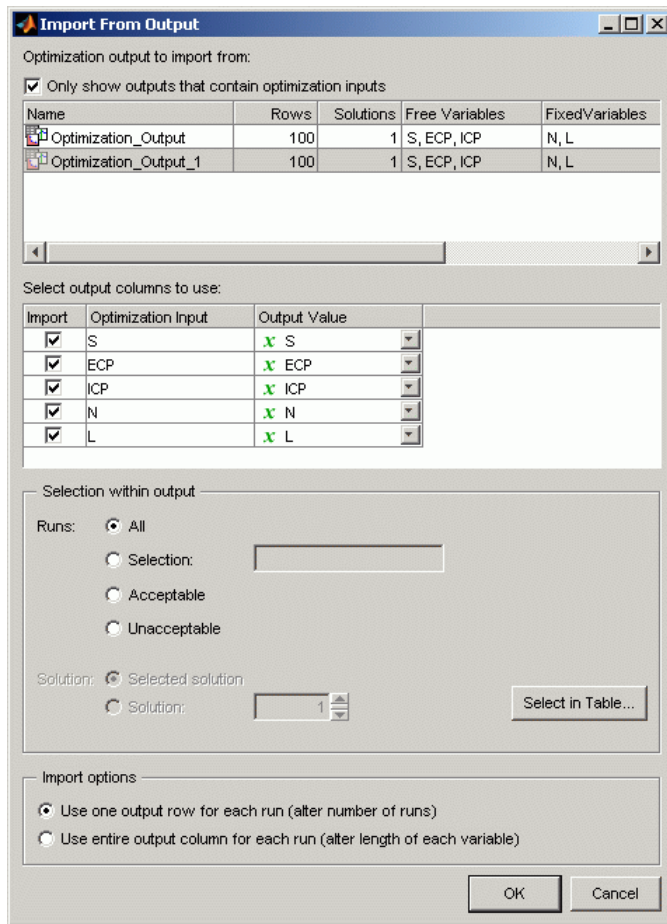 Import From Output
Optimization output to import from:
Only show outputs that contain optimization inputs
Name Rows Solutions Free Variables FixedVariables
Optimization_Output 100 1 S, ECP, ICP N, L
Optimization_Output_1 100 1 S, ECP, ICP N, L
Select output columns to use:
Import Optimization Input Output Value
S x S
ECP x ECP
ICP x ICP
N x N
L x L
Selection within output
Runs: All
Selection:
Acceptable
Unacceptable
Solution: Selected solution
Solution: 1 Select in Table...
Import options
Use one output row for each run (alter number of runs)
Use entire output column for each run (alter length of each variable)
OK Cancel